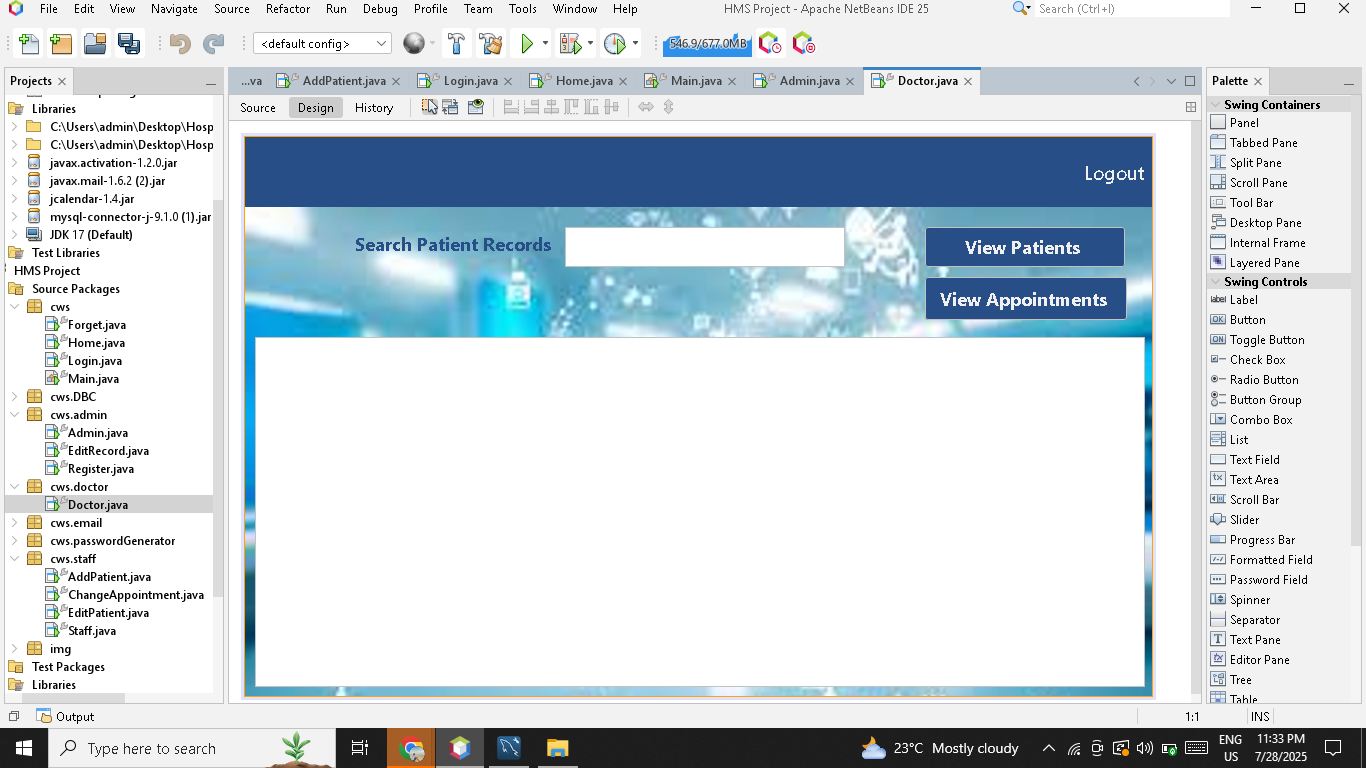 File Edit View Navigate Source Refactor Run Debug Profile Team Tools Window Help
HMS Project - Apache NetBeans IDE 25
Search (Ctrl+I)
<default config>
546.9/677.0MB
Projects
Libraries
C:\Users\admin\Desktop\Hosp
C:\Users\admin\Desktop\Hosp
javax.activation-1.2.0.jar
javax.mail-1.6.2 (2).jar
jcalendar-1.4.jar
mysql-connector-j-9.1.0 (1).jar
JDK 17 (Default)
Test Libraries
HMS Project
Source Packages
cws
Forget.java
Home.java
Login.java
Main.java
cws.DBC
cws.admin
Admin.java
EditRecord.java
Register.java
cws.doctor
Doctor.java
cws.email
cws.passwordGenerator
cws.staff
AddPatient.java
ChangeAppointment.java
EditPatient.java
Staff.java
img
Test Packages
Libraries
...va AddPatient.java Login.java Home.java Main.java Admin.java Doctor.java
Source Design History
Logout
Search Patient Records
View Patients
View Appointments
Palette
Swing Containers
Panel
Tabbed Pane
Split Pane
Scroll Pane
Tool Bar
Desktop Pane
Internal Frame
Layered Pane
Swing Controls
label Label
OK Button
ON Toggle Button
Check Box
Radio Button
Button Group
Combo Box
List
Text Field
Text Area
Scroll Bar
Slider
Progress Bar
Formatted Field
Password Field
Spinner
Separator
T Text Pane
Editor Pane
Tree
Table
Output
1:1 INS
Type here to search
23°C Mostly cloudy
ENG
US
11:33 PM
7/28/2025